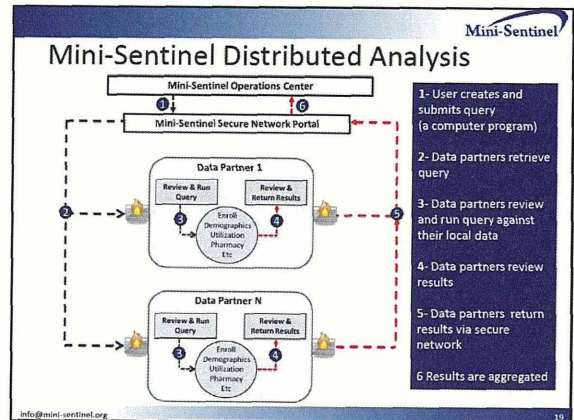 Mini-Sentinel
Mini-Sentinel Distributed Analysis
Mini-Sentinel Operations Center
1
6
Mini-Sentinel Secure Network Portal
Data Partner 1
Review & Run
Query
Review &
Return Results
3
4
Enroll
Demographics
Utilization
Pharmacy
Etc
2
5
Data Partner N
Review & Run
Query
Review &
Return Results
3
4
Enroll
Demographics
Utilization
Pharmacy
Etc
1- User creates and
submits query
(a computer program)
2- Data partners retrieve
query
3- Data partners review
and run query against
their local data
4- Data partners review
results
5- Data partners return
results via secure
network
6 Results are aggregated
info@mini-sentinel.org
19